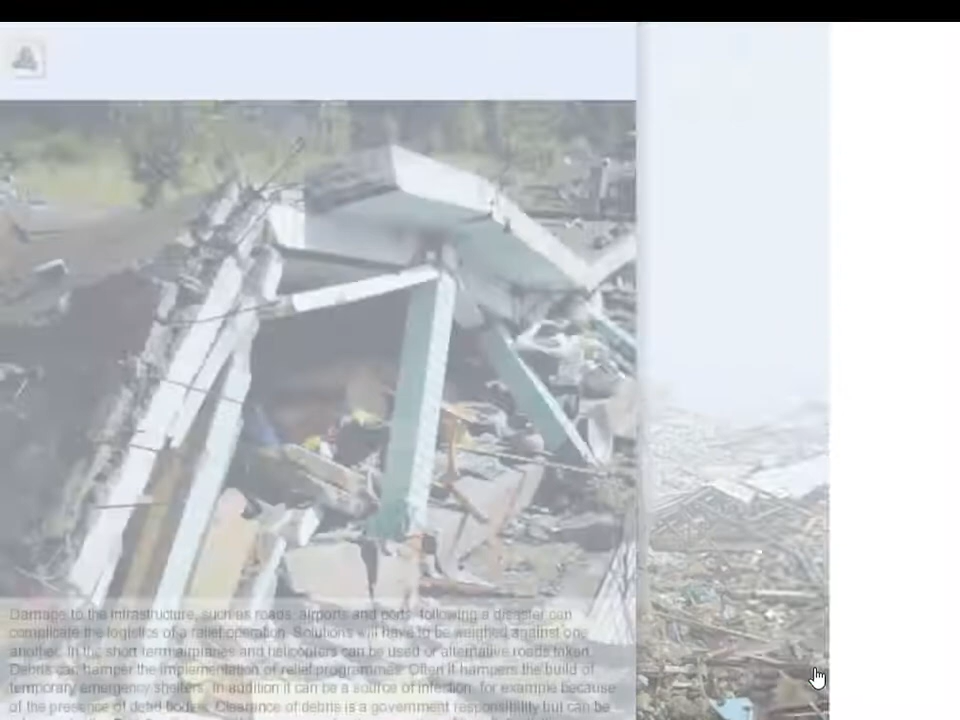 Damage to the infrastructure, such as roads, airports and ports, following a disaster can
complicate the logistics of a relief operation. Solutions will have to be weighed against one
another. In the short term airplanes and helicopters can be used or alternative roads taken.
Debris can hamper the implementation of relief programmes. Often it hampers the build of
temporary emergency shelters. In addition it can be a source of infection, for example because
of the presence of dead bodies. Clearance of debris is a government responsibility but can be